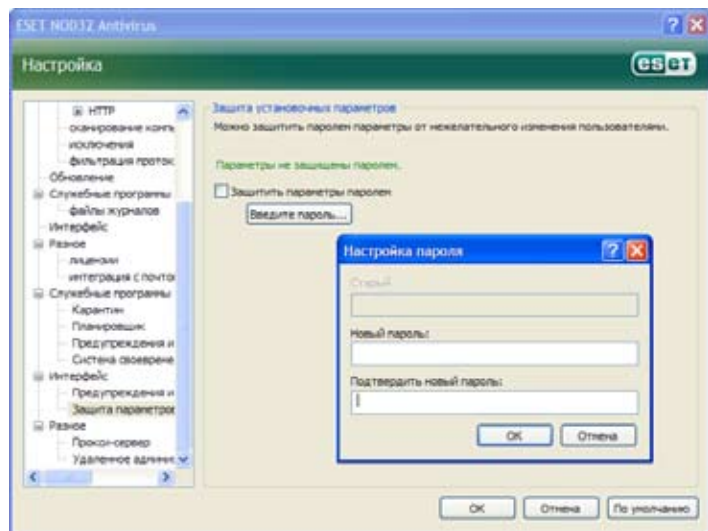 ESET NOD32 Antivirus
Настройка
eset
HTTP
сканирование комп
исключения
фильтрация проток
Обновление
Служебные программы
файлы журналов
Интерфейс
Разное
лицензии
интеграция с почто
Служебные программы
Карантин
Планировщик
Предупреждения и
Система своеврене
Интерфейс
Предупреждения и
Защита параметров
Разное
Прокси-сервер
Удаленное админис
Защита установочных параметров
Можно защитить паролем параметры от нежелательного изменения пользователями.
Параметры не защищены паролем.
Защитить параметры паролем
Введите пароль...
Настройка пароля
Старый
Новый пароль:
Подтвердить новый пароль:
OK
Отмена
OK
Отмена
По умолчанию